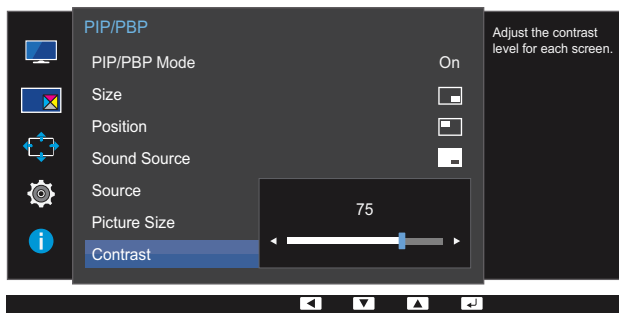 PIP/PBP
PIP/PBP Mode On
Size
Position
Sound Source
Source
Picture Size
Contrast
75
Adjust the contrast
level for each screen.